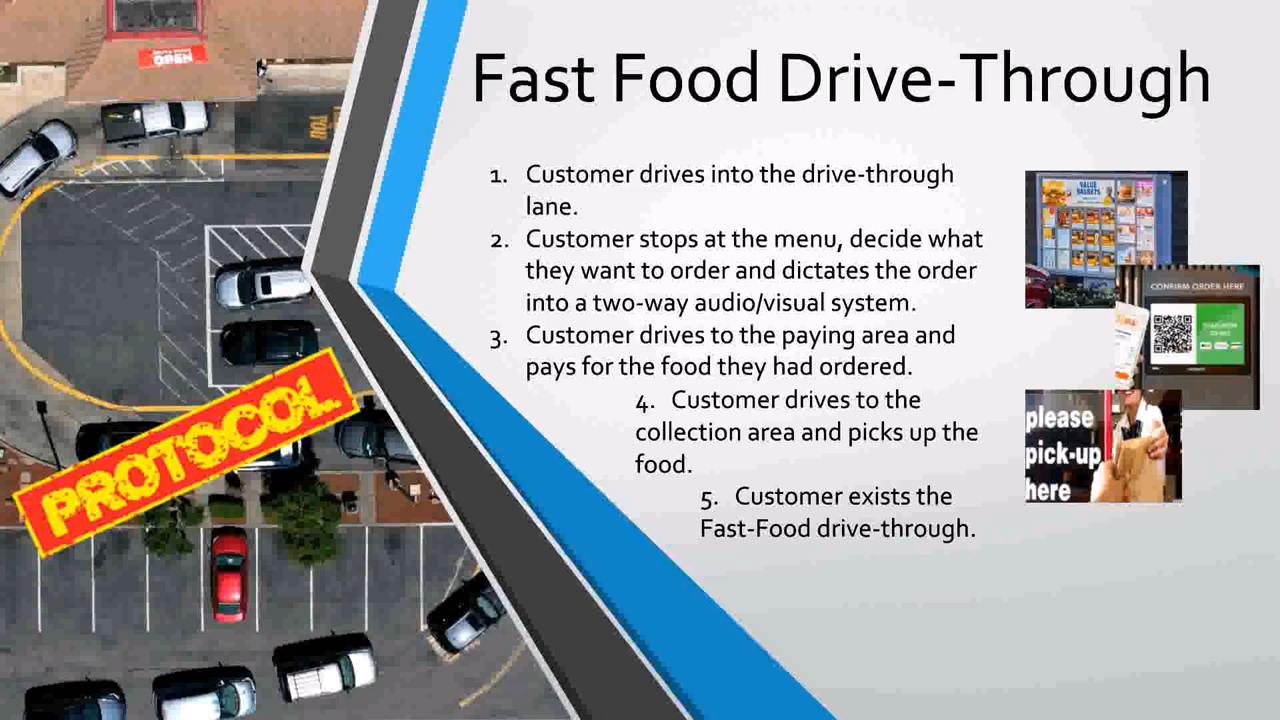 OPEN
YOU
Fast Food Drive-Through
1. Customer drives into the drive-through
lane.
2. Customer stops at the menu, decide what
they want to order and dictates the order
into a two-way audio/visual system.
3. Customer drives to the paying area and
pays for the food they had ordered.
4. Customer drives to the
collection area and picks up the
food.
5. Customer exists the
Fast-Food drive-through.
PROTOCOL
VALUE
BASKETS
CONFIRM ORDER HERE
please
pick-up
here